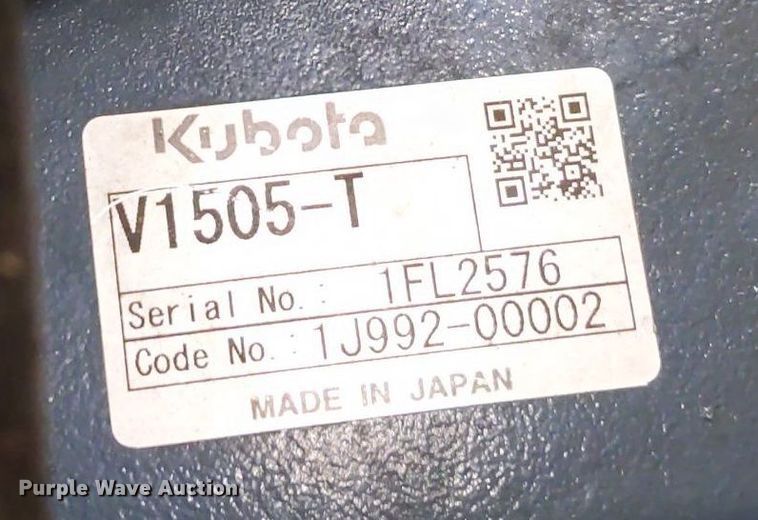 Kubota
V1505-T
Serial No.: 1FL2576
Code No.: 1J992-00002
MADE IN JAPAN
Purple Wave Auction